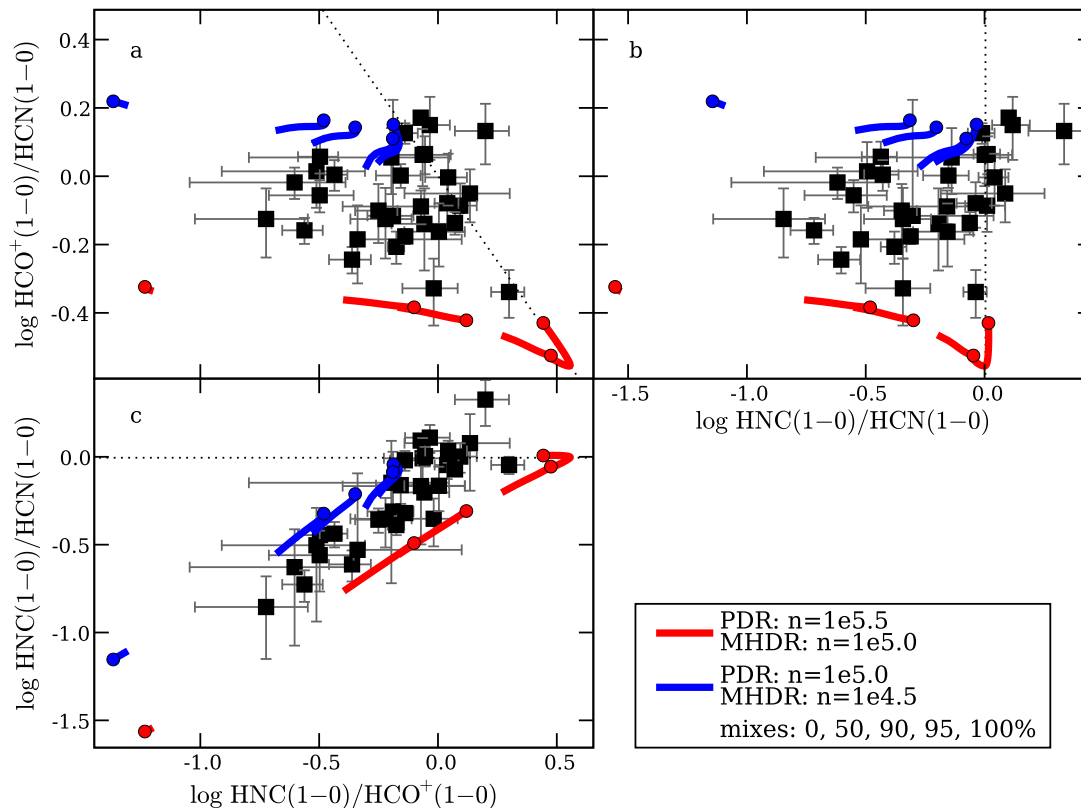 a
b
0.4
0.2
0.0
-0.2
-0.4
log HCO⁺(1−0)/HCN(1−0)
-1.5
-1.0
-0.5
0.0
log HNC(1−0)/HCN(1−0)
c
0.0
-0.5
-1.0
-1.5
log HNC(1−0)/HCN(1−0)
-1.0
-0.5
0.0
0.5
log HNC(1−0)/HCO⁺(1−0)
PDR: n=1e5.5
MHDR: n=1e5.0
PDR: n=1e5.0
MHDR: n=1e4.5
mixes: 0, 50, 90, 95, 100%